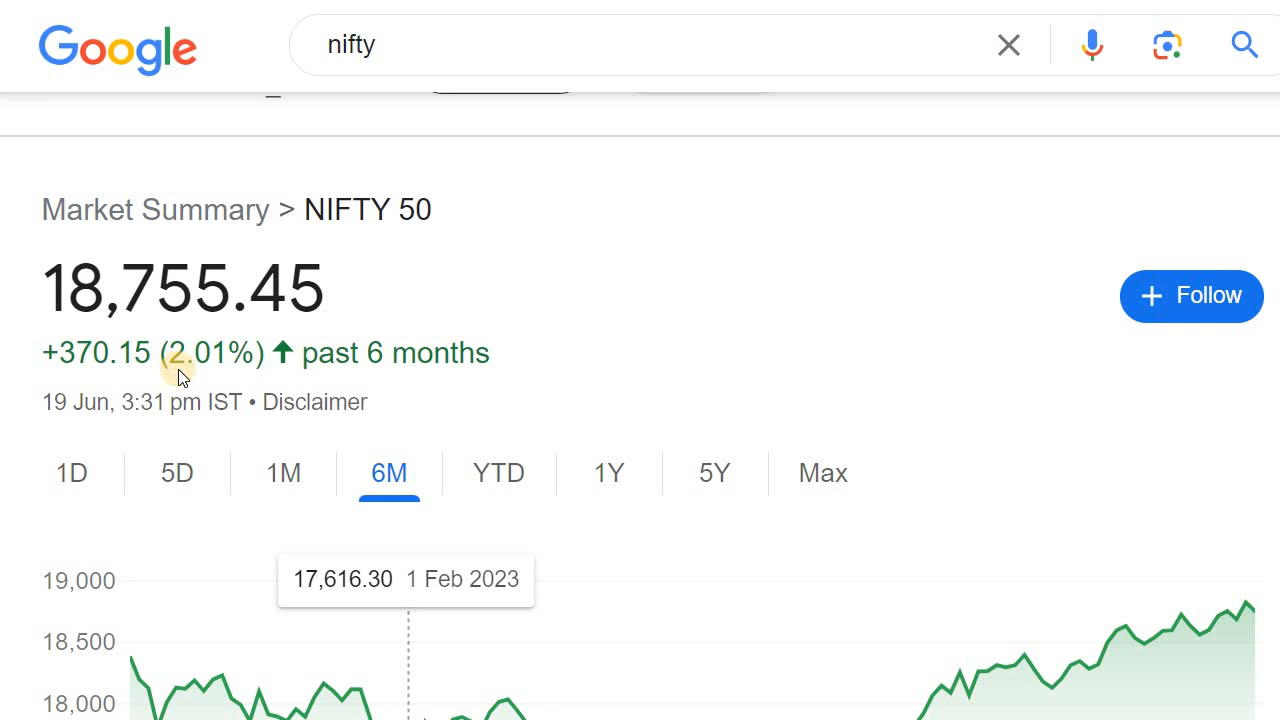 Google
nifty
Market Summary > NIFTY 50
18,755.45
+ Follow
+370.15 (2.01%) ↑ past 6 months
19 Jun, 3:31 pm IST • Disclaimer
1D 5D 1M 6M YTD 1Y 5Y Max
17,616.30 1 Feb 2023
19,000
18,500
18,000